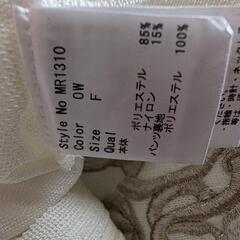 Style No MR1310
Color OW
Size F
Qual
本体
ポリエステル 85%
ナイロン 15%
パンツ裏地
ポリエステル 100%